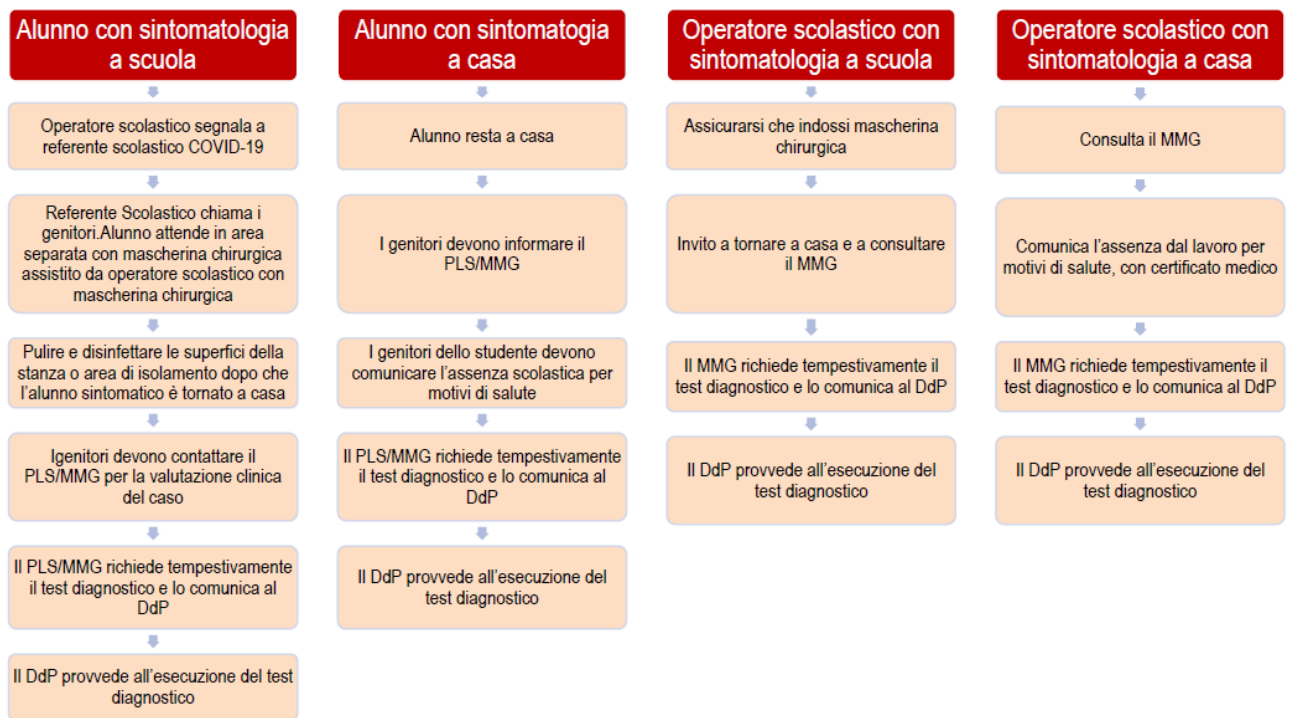 Alunno con sintomatologia
a scuola
Operatore scolastico segnala a
referente scolastico COVID-19
Referente Scolastico chiama i
genitori.Alunno attende in area
separata con mascherina chirurgica
assistito da operatore scolastico con
mascherina chirurgica
Pulire e disinfettare le superfici della
stanza o area di isolamento dopo che
l'alunno sintomatico è tornato a casa
Igenitori devono contattare il
PLS/MMG per la valutazione clinica
del caso
Il PLS/MMG richiede tempestivamente
il test diagnostico e lo comunica al
DdP
Il DdP provvede all'esecuzione del test
diagnostico
Alunno con sintomatogia
a casa
Alunno resta a casa
I genitori devono informare il
PLS/MMG
I genitori dello studente devono
comunicare l'assenza scolastica per
motivi di salute
Il PLS/MMG richiede tempestivamente
il test diagnostico e lo comunica al
DdP
Il DdP provvede all'esecuzione del
test diagnostico
Operatore scolastico con
sintomatologia a scuola
Assicurarsi che indossi mascherina
chirurgica
Invito a tornare a casa e a consultare
il MMG
Il MMG richiede tempestivamente il
test diagnostico e lo comunica al DdP
Il DdP provvede all'esecuzione del
test diagnostico
Operatore scolastico con
sintomatologia a casa
Consulta il MMG
Comunica l'assenza dal lavoro per
motivi di salute, con certificato medico
Il MMG richiede tempestivamente il
test diagnostico e lo comunica al DdP
Il DdP provvede all'esecuzione del
test diagnostico